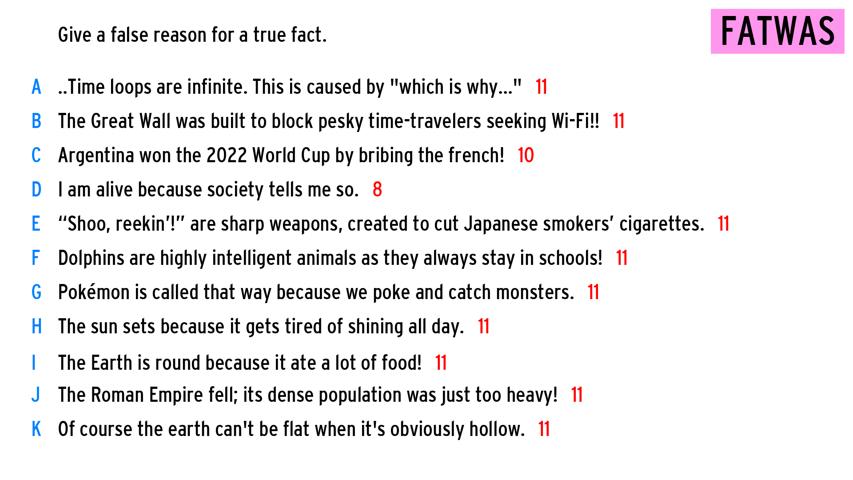 Give a false reason for a true fact.
FATWAS
A ..Time loops are infinite. This is caused by "which is why..." 11
B The Great Wall was built to block pesky time-travelers seeking Wi-Fi!! 11
C Argentina won the 2022 World Cup by bribing the french! 10
D I am alive because society tells me so. 8
E “Shoo, reekin’!” are sharp weapons, created to cut Japanese smokers’ cigarettes. 11
F Dolphins are highly intelligent animals as they always stay in schools! 11
G Pokémon is called that way because we poke and catch monsters. 11
H The sun sets because it gets tired of shining all day. 11
I The Earth is round because it ate a lot of food! 11
J The Roman Empire fell; its dense population was just too heavy! 11
K Of course the earth can't be flat when it's obviously hollow. 11